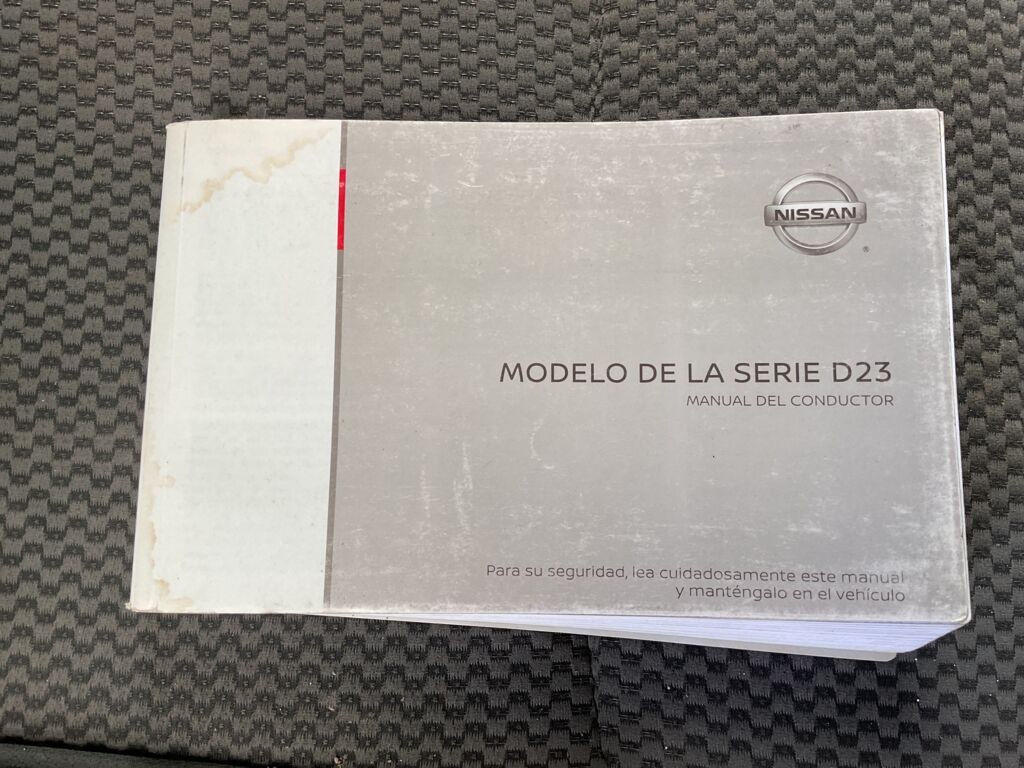 NISSAN
®
MODELO DE LA SERIE D23
MANUAL DEL CONDUCTOR
Para su seguridad, lea cuidadosamente este manual
y manténgalo en el vehículo